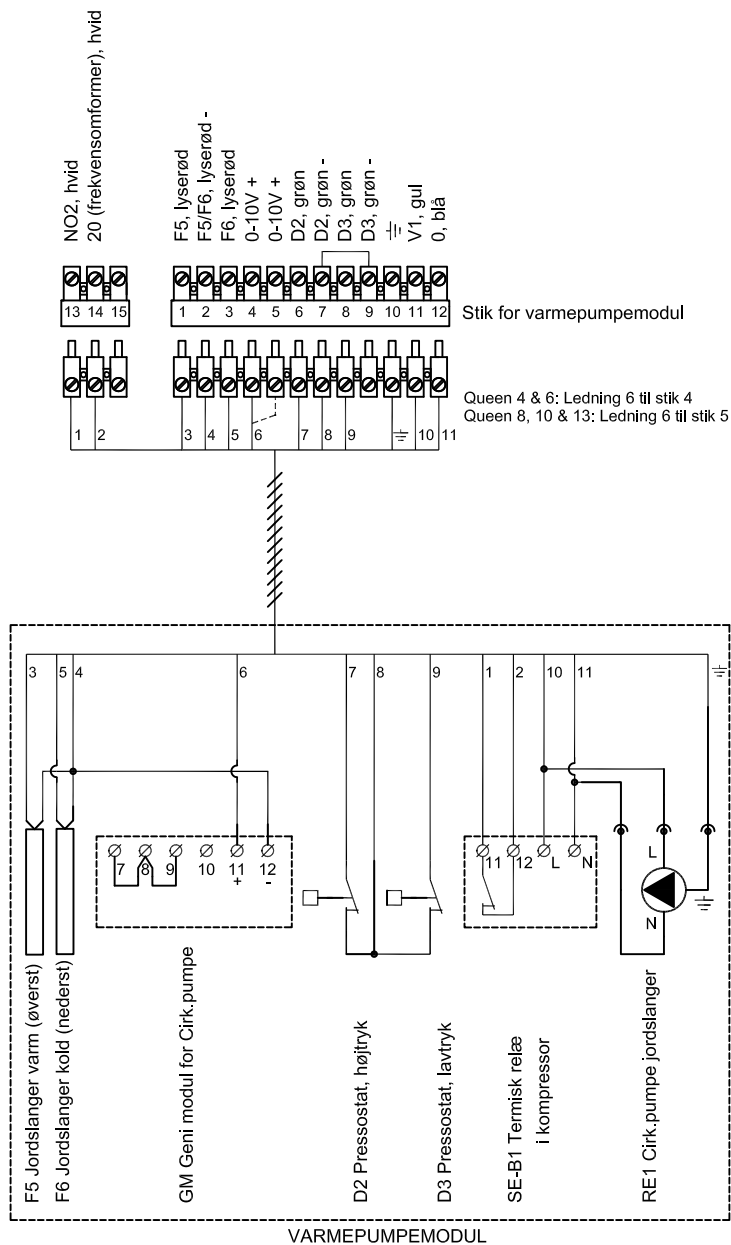 NO2, hvid
20 (frekvensomformer), hvid
F5, lyserød
F5/F6, lyserød -
F6, lyserød
0-10V +
0-10V +
D2, grøn
D2, grøn -
D3, grøn
D3, grøn -
V1, gul
0, blå
13 14 15
1 2 3 4 5 6 7 8 9 10 11 12
Stik for varmepumpemodul
Queen 4 & 6: Ledning 6 til stik 4
Queen 8, 10 & 13: Ledning 6 til stik 5
1 2 3 4 5 6 7 8 9 10 11
3 5 4 6 7 8 9 1 2 10 11
7 8 9 10 11 12
+ -
11 12 L N
L
N
F5 Jordslanger varm (øverst)
F6 Jordslanger kold (nederst)
GM Geni modul for Cirk.pumpe
D2 Pressostat, højtryk
D3 Pressostat, lavtryk
SE-B1 Termisk relæ
i kompressor
RE1 Cirk.pumpe jordslanger
VARMEPUMPEMODUL